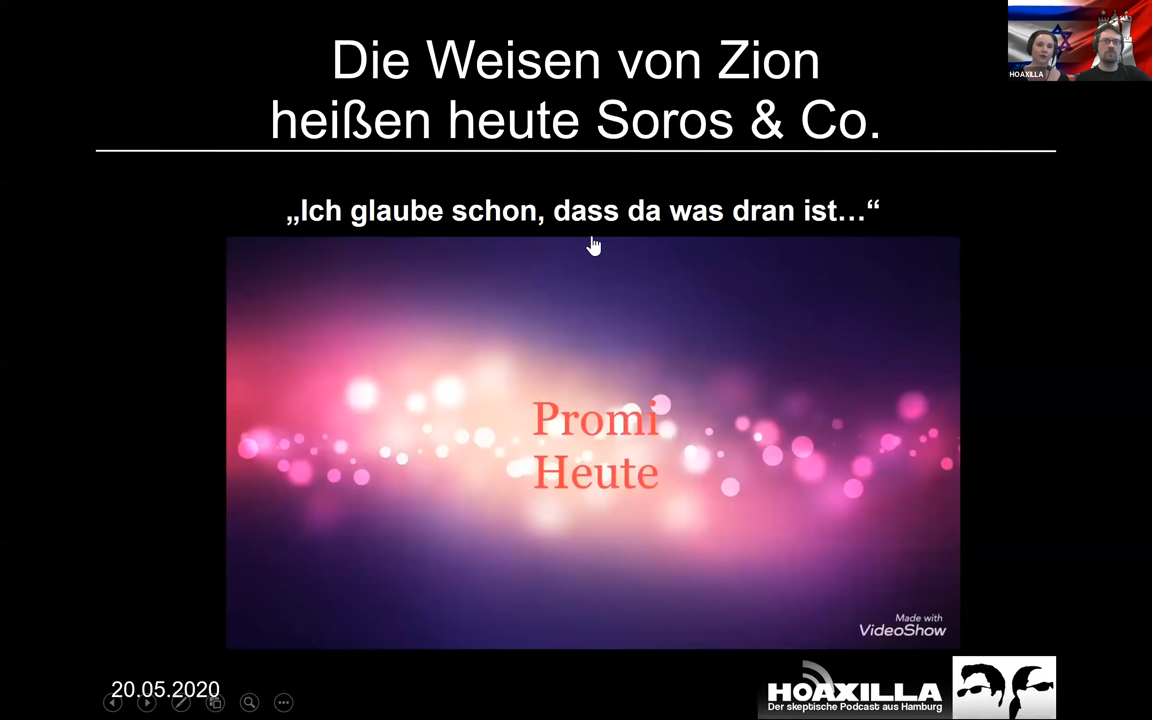 Die Weisen von Zion
heißen heute Soros & Co.
HOAXILLA
„Ich glaube schon, dass da was dran ist…“
Promi
Heute
Made with
VideoShow
20.05.2020
HOAXILLA
Der skeptische Podcast aus Hamburg